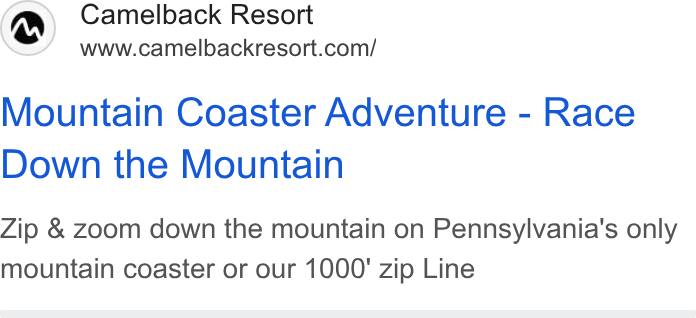 Camelback Resort
www.camelbackresort.com/
Mountain Coaster Adventure - Race
Down the Mountain
Zip & zoom down the mountain on Pennsylvania's only
mountain coaster or our 1000' zip Line